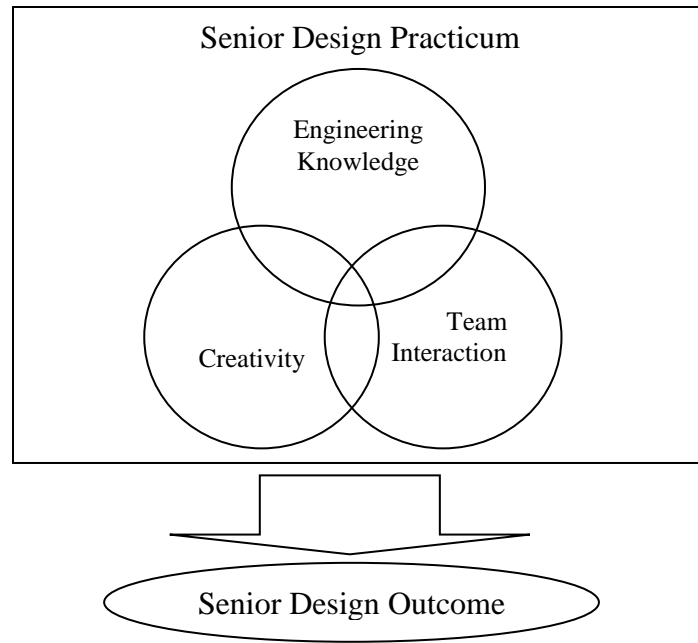 Senior Design Practicum
Engineering
Knowledge
Team
Interaction
Creativity
Senior Design Outcome